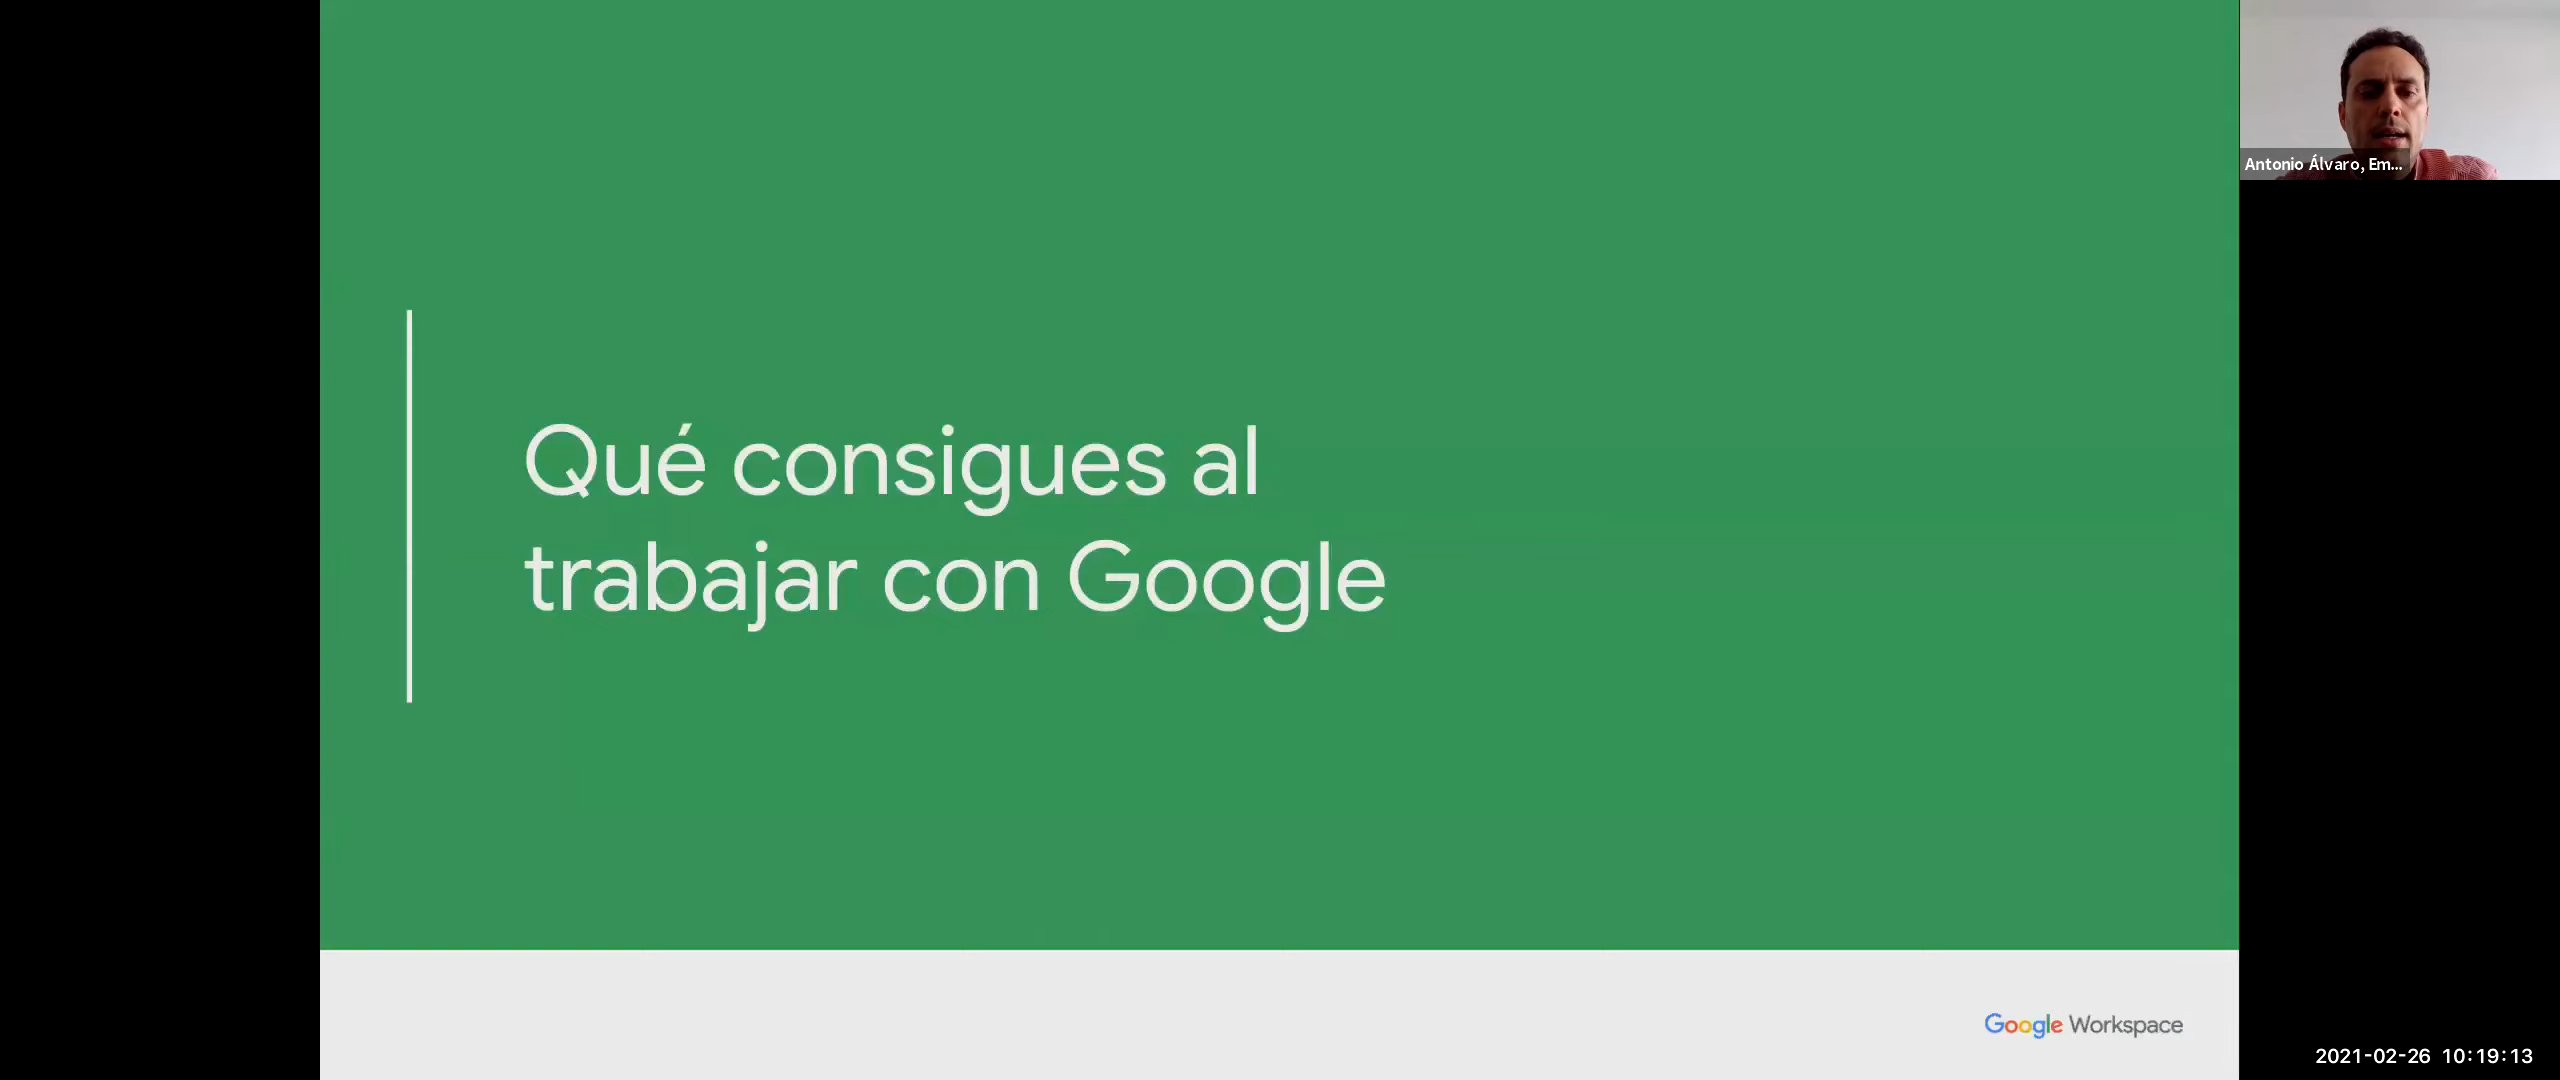 Antonio Álvaro, Em...
Qué consigues al
trabajar con Google
Google Workspace
2021-02-26 10:19:13